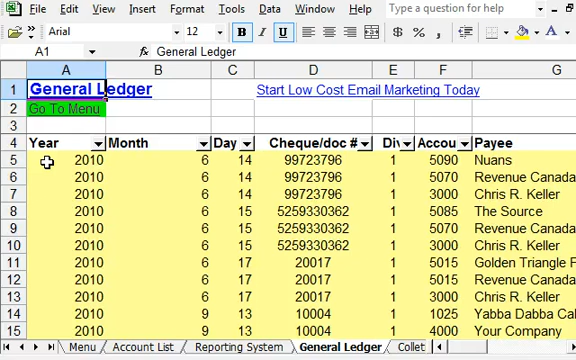 File Edit View Insert Format Tools Data Window Help Type a question for help
Arial 12 B I U $ %
A1 fx General Ledger
A B C D E F G
1 General Ledger Start Low Cost Email Marketing Today
2 Go To Menu
3
4 Year Month Day Cheque/doc # Div Accou Payee
5 2010 6 14 99723796 1 5090 Nuans
6 2010 6 14 99723796 1 5070 Revenue Canada
7 2010 6 14 99723796 1 3000 Chris R. Keller
8 2010 6 15 5259330362 1 5085 The Source
9 2010 6 15 5259330362 1 5070 Revenue Canada
10 2010 6 15 5259330362 1 3000 Chris R. Keller
11 2010 6 17 20017 1 5015 Golden Triangle F
12 2010 6 17 20017 1 5015 Revenue Canada
13 2010 6 17 20017 1 3000 Chris R. Keller
14 2010 9 13 10004 1 1025 Yabba Dabba Cal
15 2010 9 13 10004 1 4000 Your Company
Menu Account List Reporting System General Ledger Collet